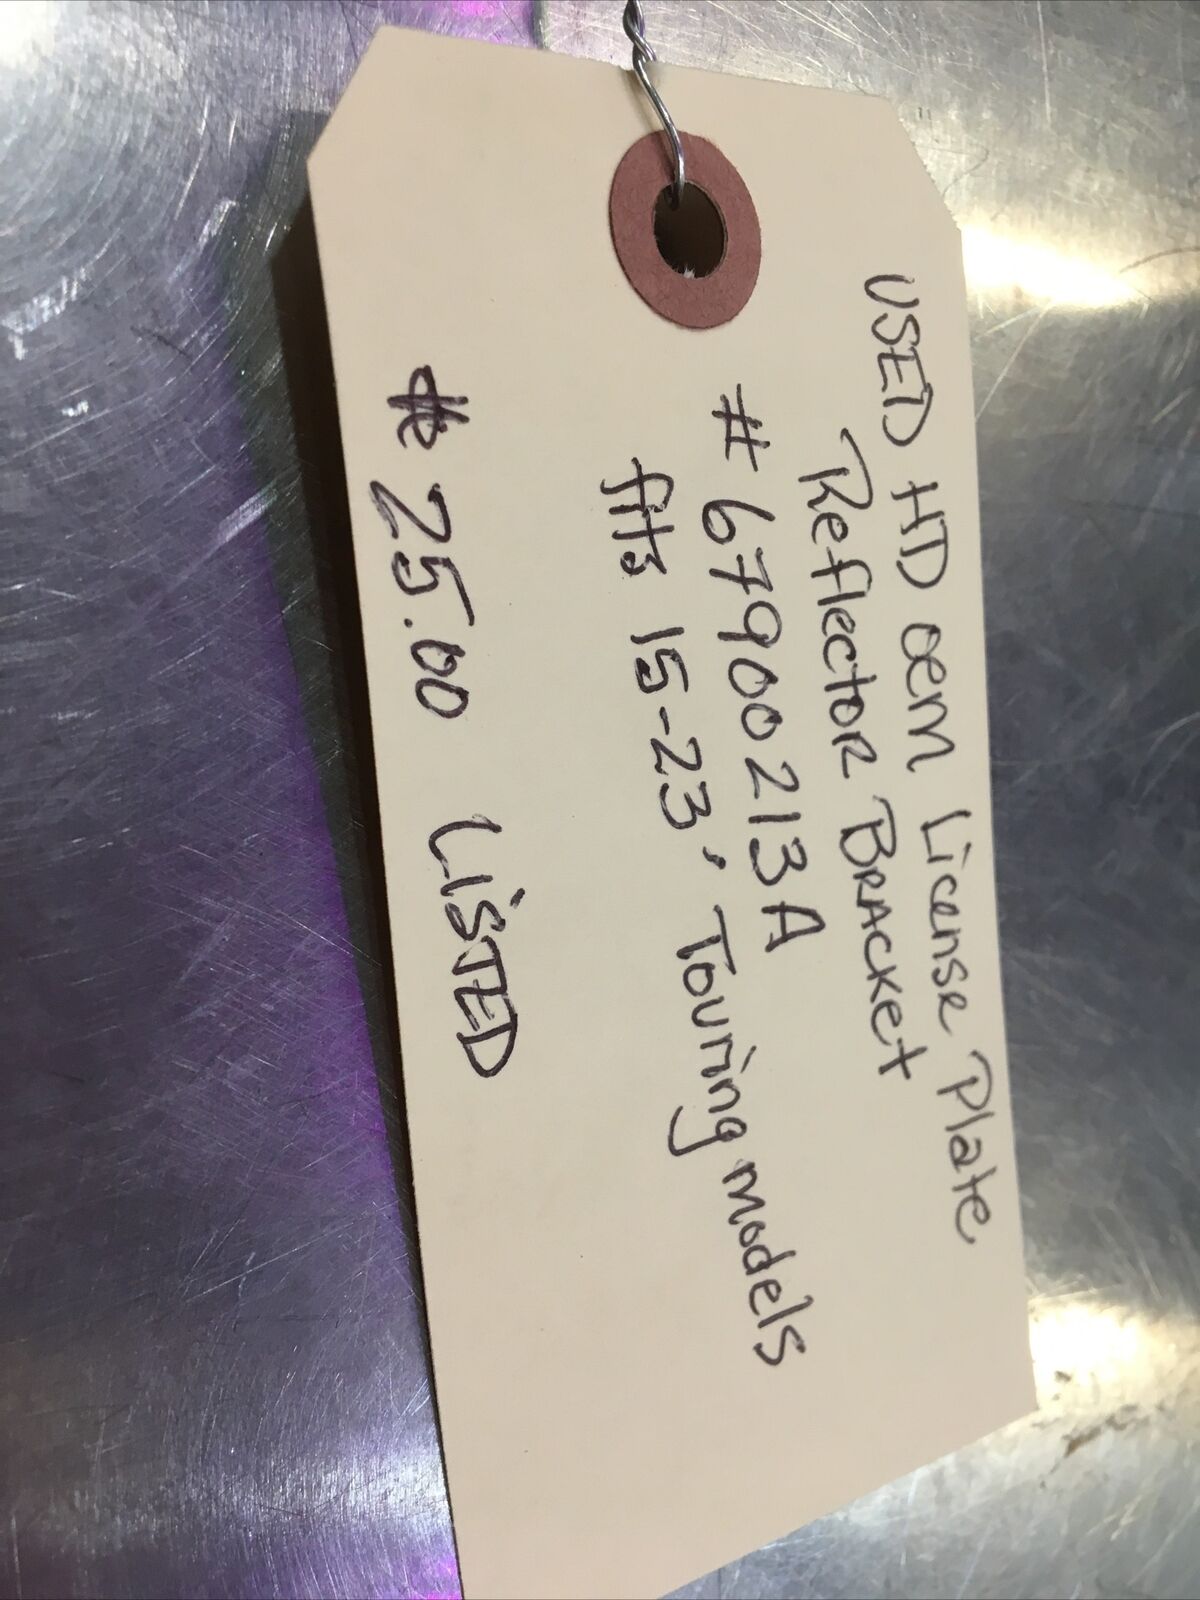 USED HD oem License Plate
Reflector Bracket
# 67900213A
fits 15-23, Touring models
$ 25.00 LISTED